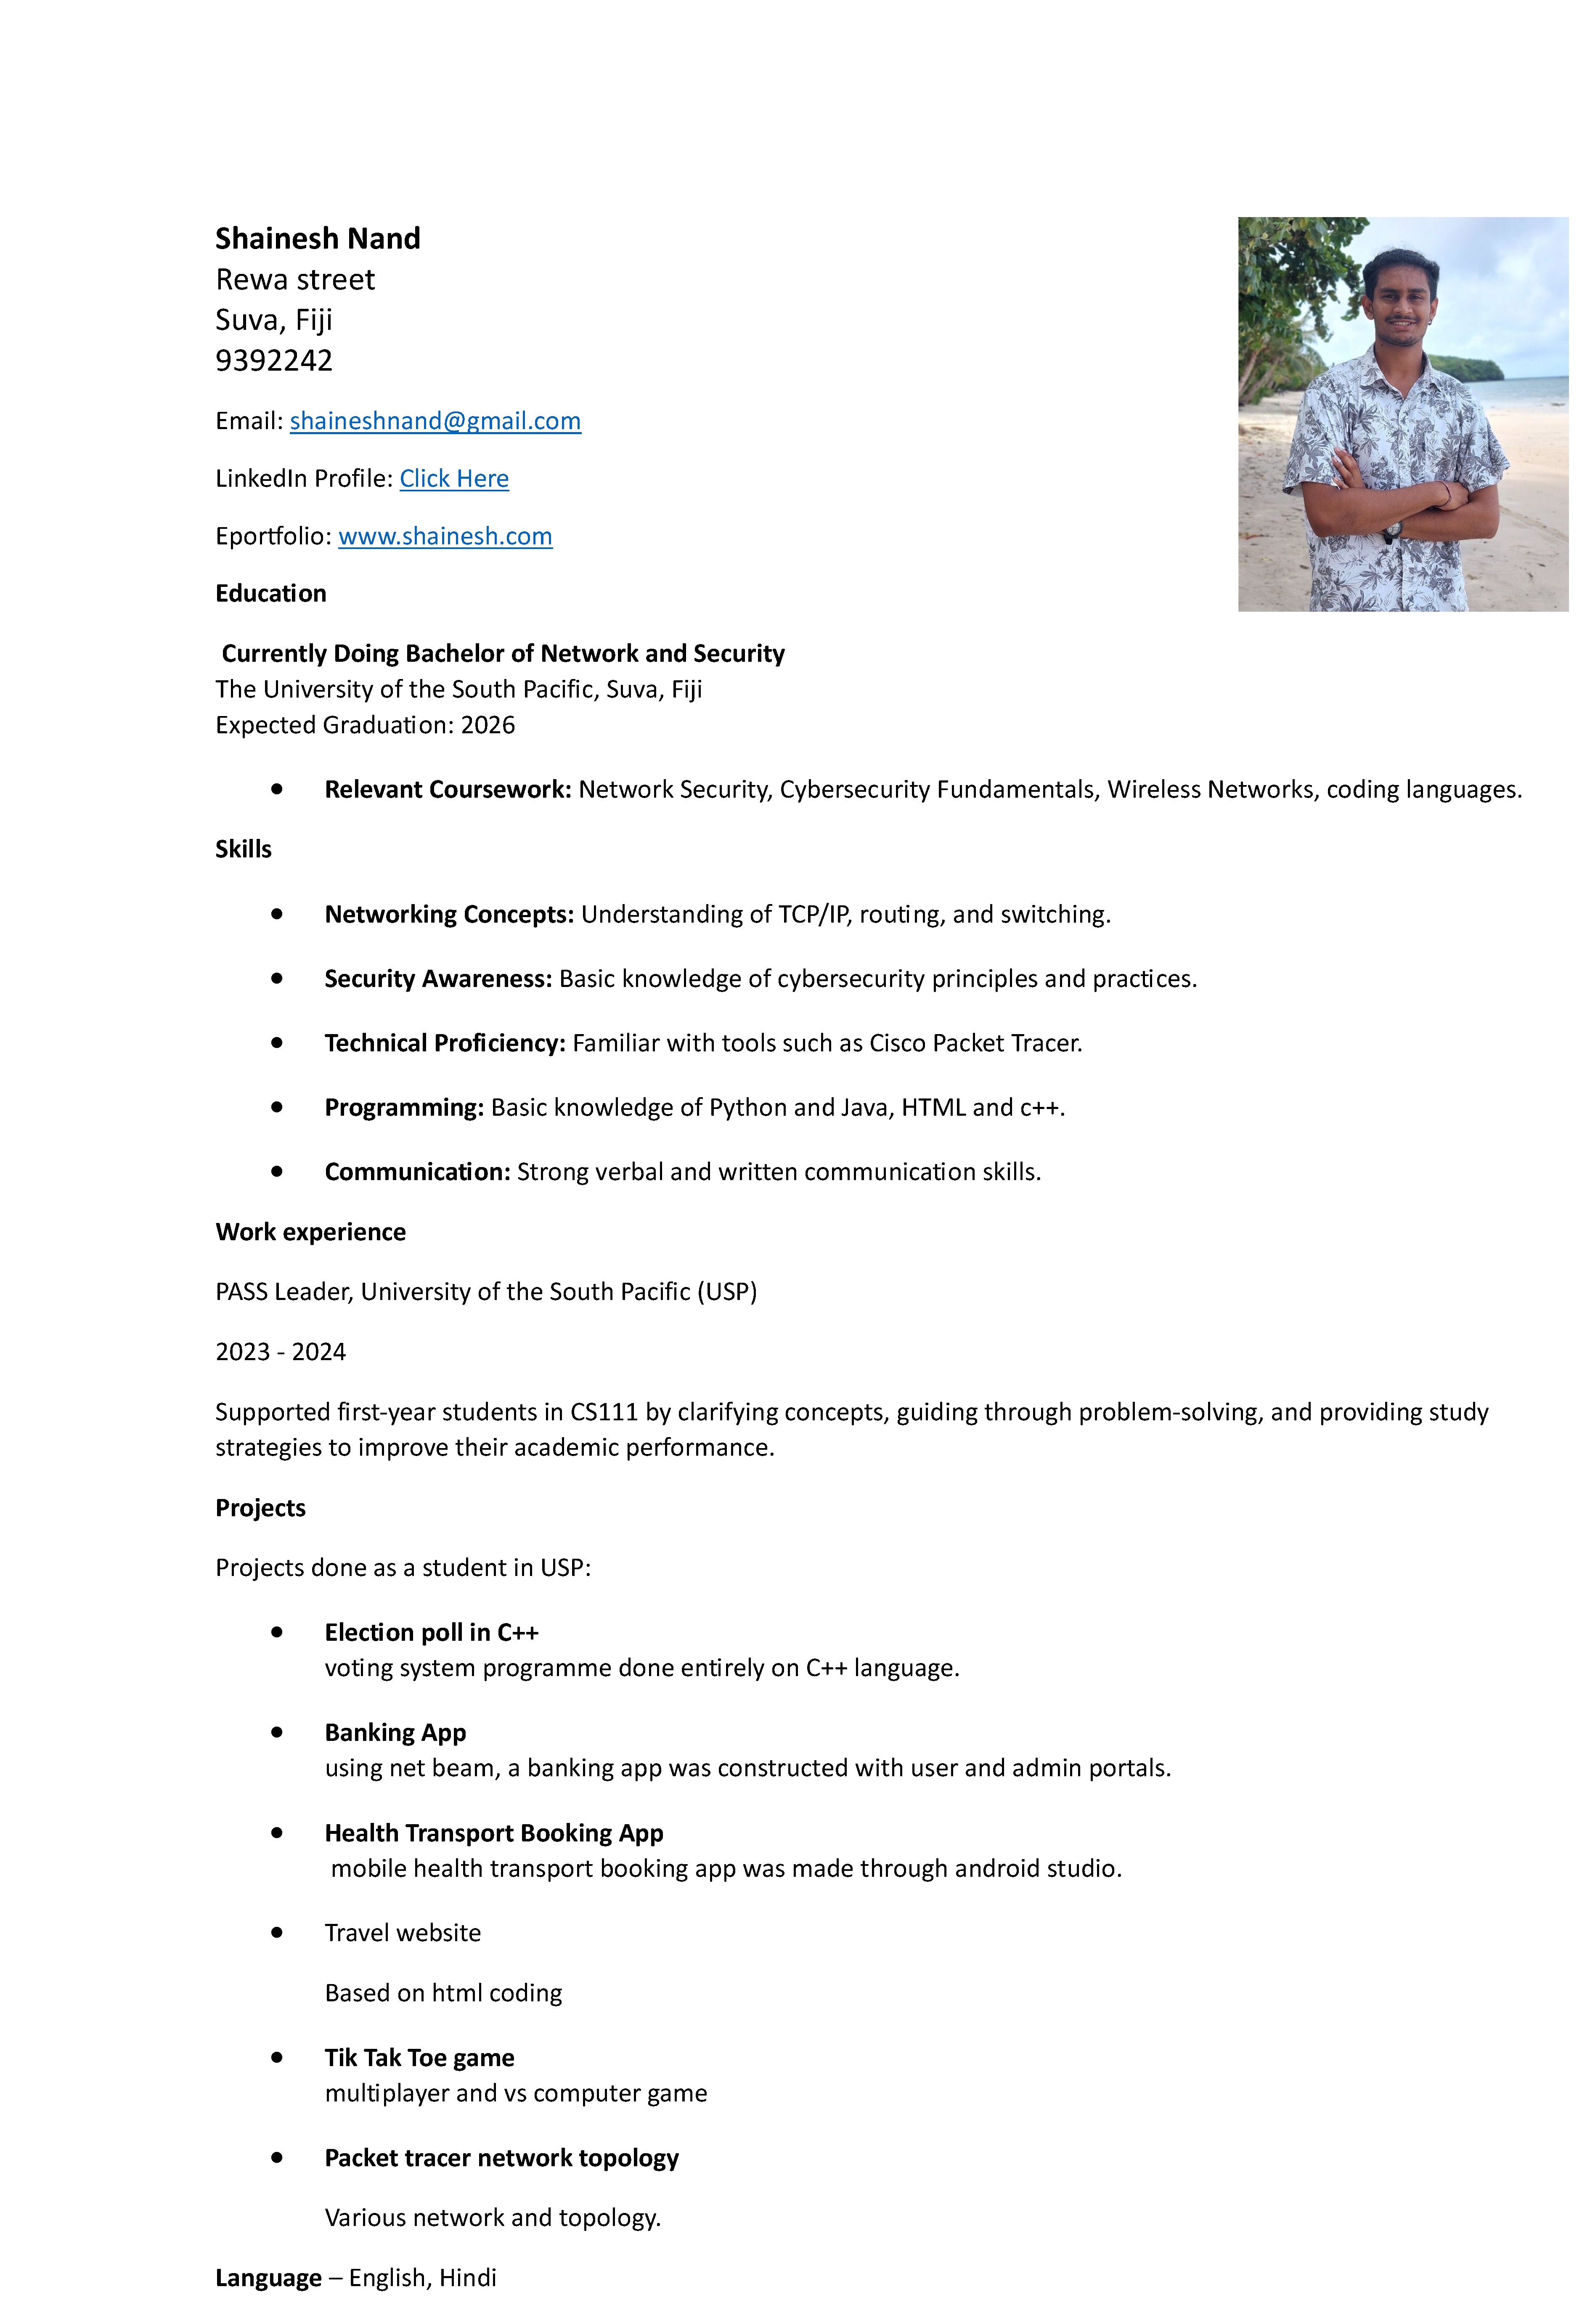 Shainesh Nand
Rewa street
Suva, Fiji
9392242
Email: shaineshnand@gmail.com
LinkedIn Profile: Click Here
Eportfolio: www.shainesh.com
Education
Currently Doing Bachelor of Network and Security
The University of the South Pacific, Suva, Fiji
Expected Graduation: 2026
• Relevant Coursework: Network Security, Cybersecurity Fundamentals, Wireless Networks, coding languages.
Skills
• Networking Concepts: Understanding of TCP/IP, routing, and switching.
• Security Awareness: Basic knowledge of cybersecurity principles and practices.
• Technical Proficiency: Familiar with tools such as Cisco Packet Tracer.
• Programming: Basic knowledge of Python and Java, HTML and c++.
• Communication: Strong verbal and written communication skills.
Work experience
PASS Leader, University of the South Pacific (USP)
2023 - 2024
Supported first-year students in CS111 by clarifying concepts, guiding through problem-solving, and providing study
strategies to improve their academic performance.
Projects
Projects done as a student in USP:
• Election poll in C++
voting system programme done entirely on C++ language.
• Banking App
using net beam, a banking app was constructed with user and admin portals.
• Health Transport Booking App
mobile health transport booking app was made through android studio.
• Travel website
Based on html coding
• Tik Tak Toe game
multiplayer and vs computer game
• Packet tracer network topology
Various network and topology.
Language – English, Hindi